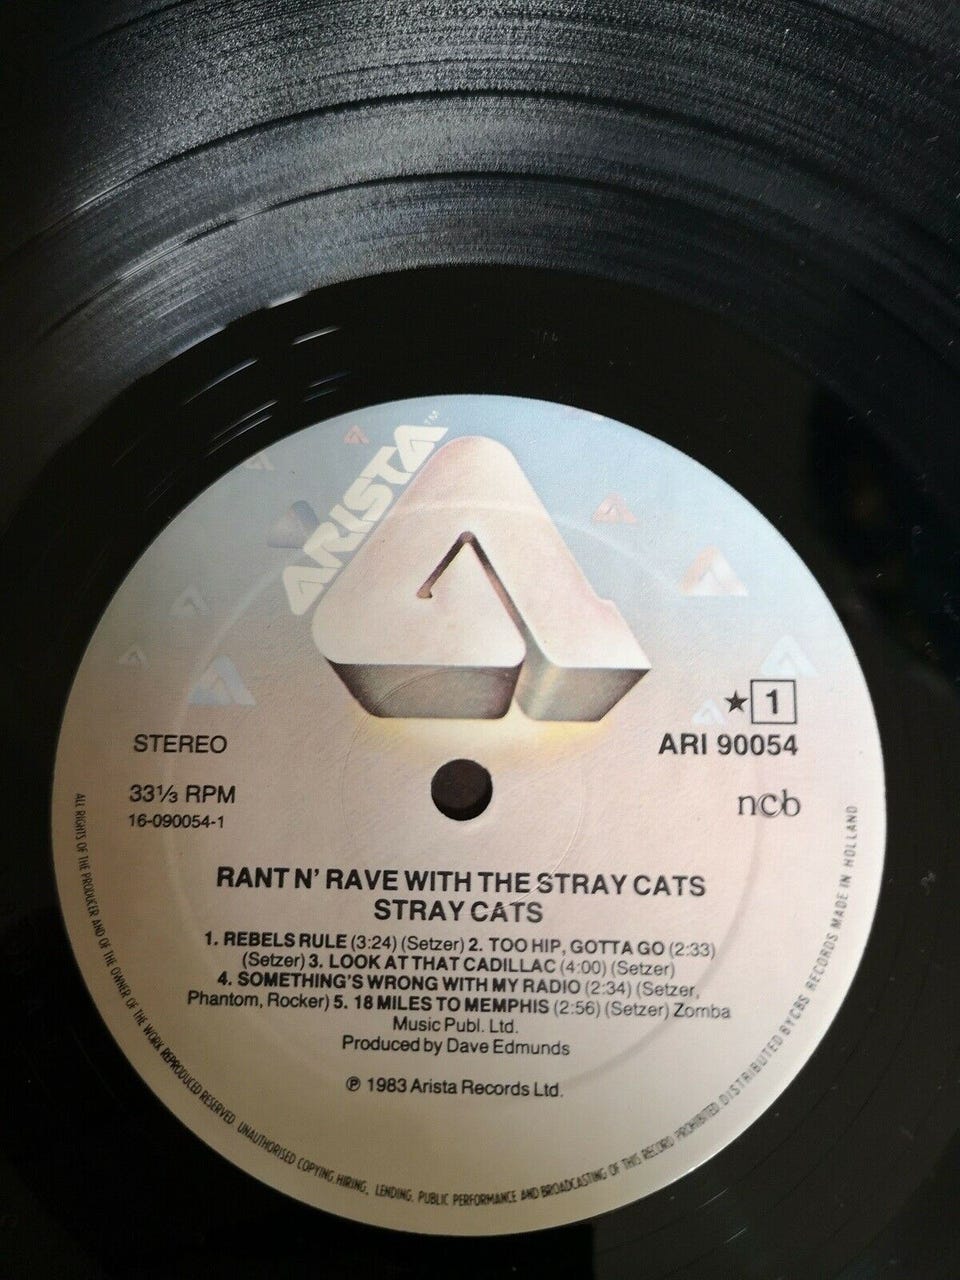 ARISTA
★ 1
STEREO
ARI 90054
33⅓ RPM
16-090054-1
ncb
RANT N' RAVE WITH THE STRAY CATS
STRAY CATS
1. REBELS RULE (3:24) (Setzer) 2. TOO HIP, GOTTA GO (2:33)
(Setzer) 3. LOOK AT THAT CADILLAC (4:00) (Setzer)
4. SOMETHING'S WRONG WITH MY RADIO (2:34) (Setzer,
Phantom, Rocker) 5. 18 MILES TO MEMPHIS (2:56) (Setzer) Zomba
Music Publ. Ltd.
Produced by Dave Edmunds
℗ 1983 Arista Records Ltd.
ALL RIGHTS OF THE PRODUCER AND OF THE OWNER OF THE WORK REPRODUCED RESERVED. UNAUTHORISED COPYING, HIRING, LENDING, PUBLIC PERFORMANCE AND BROADCASTING OF THIS RECORD PROHIBITED. DISTRIBUTED BY CBS RECORDS MADE IN HOLLAND